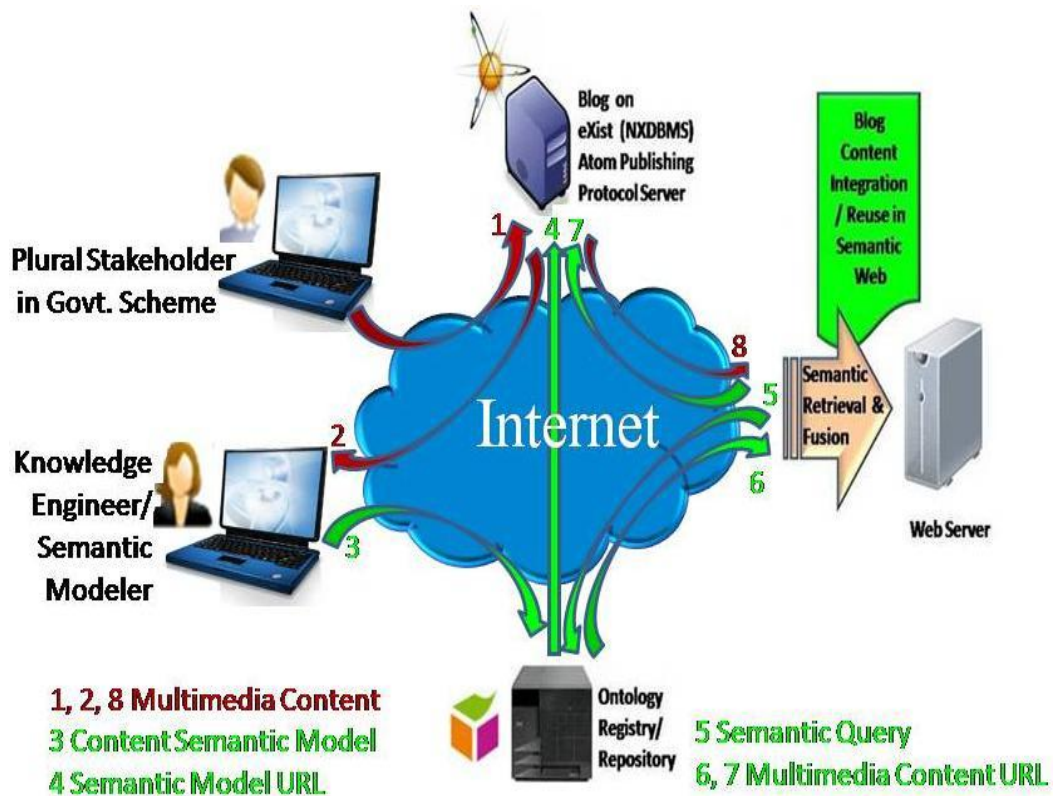 Blog on
eXist (NXDBMS)
Atom Publishing
Protocol Server
Blog
Content
Integration
/ Reuse in
Semantic
Web
Plural Stakeholder
in Govt. Scheme
1
4 7
8
5
Semantic
Retrieval &
Fusion
Internet
2
6
Knowledge
Engineer/
Semantic
Modeler
3
Web Server
Ontology
Registry/
Repository
1, 2, 8 Multimedia Content
3 Content Semantic Model
4 Semantic Model URL
5 Semantic Query
6, 7 Multimedia Content URL